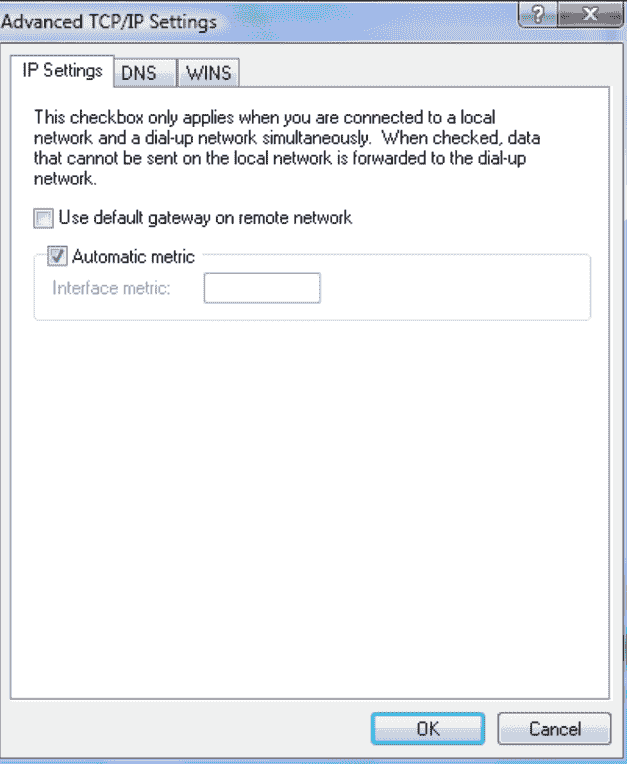 Advanced TCP/IP Settings
IP Settings DNS WINS
This checkbox only applies when you are connected to a local
network and a dial-up network simultaneously. When checked, data
that cannot be sent on the local network is forwarded to the dial-up
network.
Use default gateway on remote network
Automatic metric
Interface metric:
OK Cancel